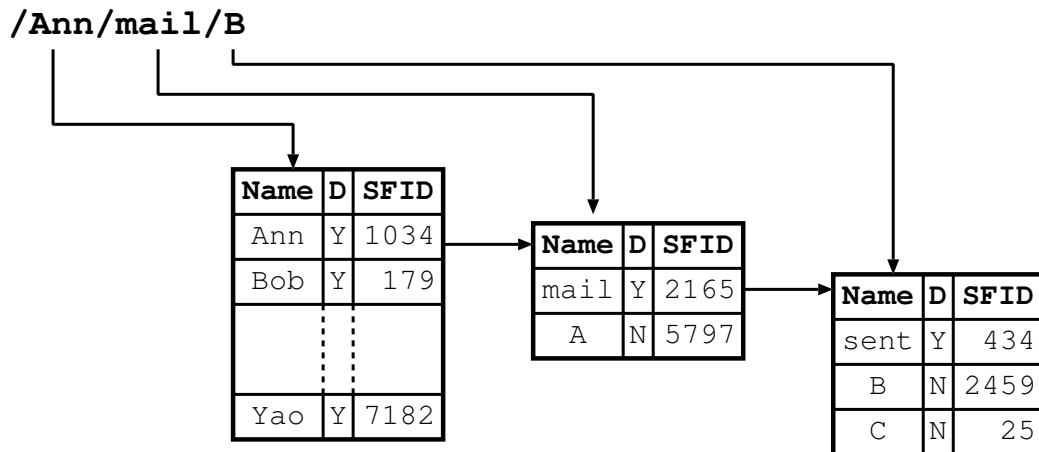 /Ann/mail/B
Name D SFID
Ann Y 1034
Bob Y 179
Yao Y 7182
Name D SFID
mail Y 2165
A N 5797
Name D SFID
sent Y 434
B N 2459
C N 25